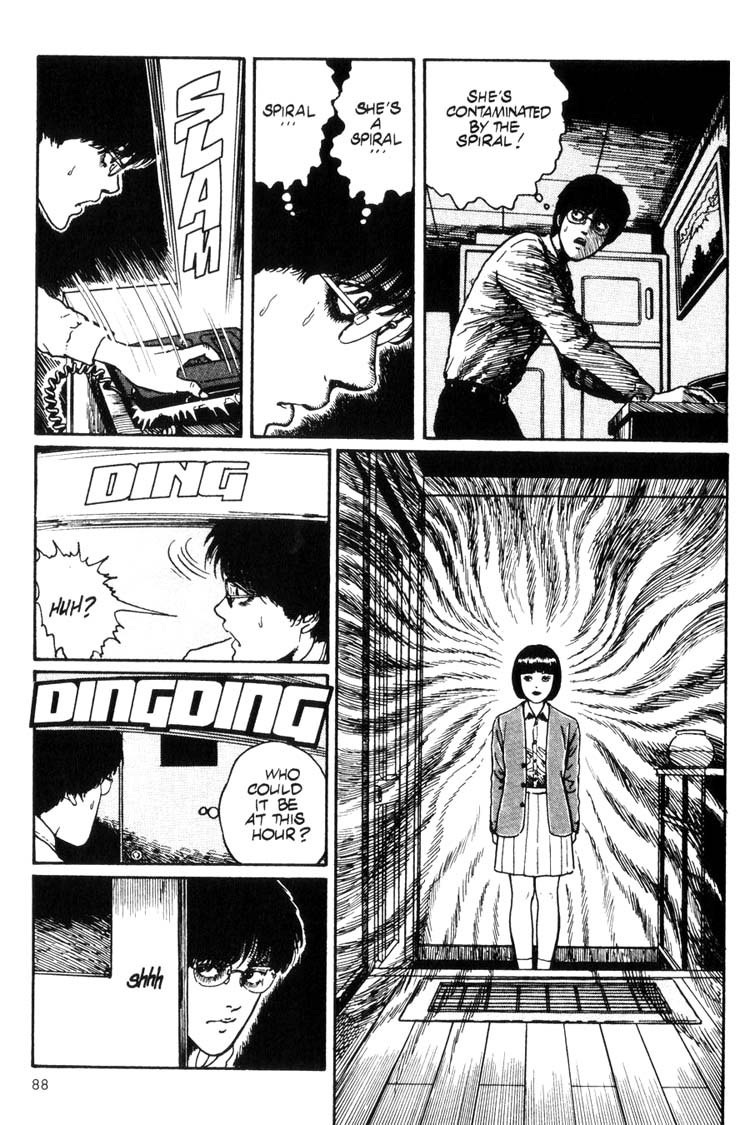 SLAM
SPIRAL
...
SHE'S
A
SPIRAL
...
SHE'S
CONTAMINATED
BY THE
SPIRAL!
DING
HUH?
DINGDING
WHO
COULD
IT BE
AT THIS
HOUR?
shhh
88